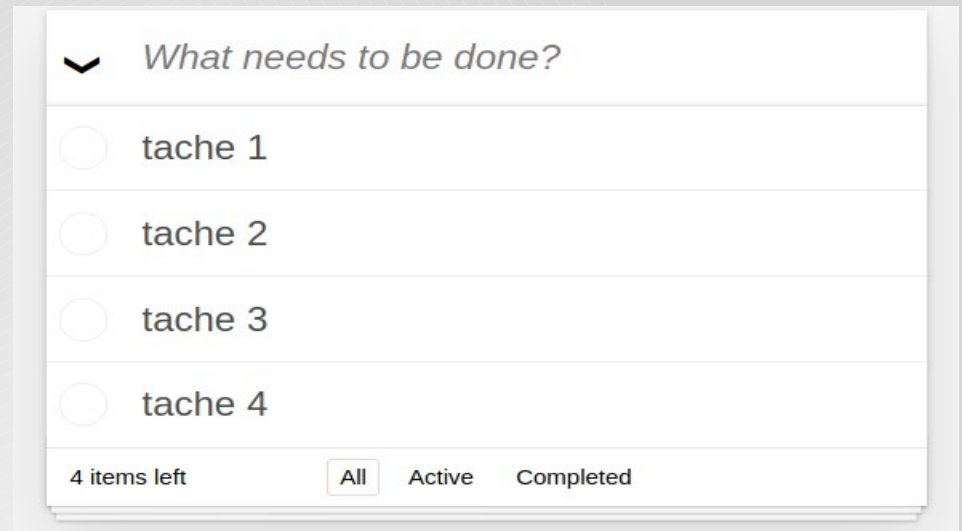 What needs to be done?
tache 1
tache 2
tache 3
tache 4
4 items left All Active Completed